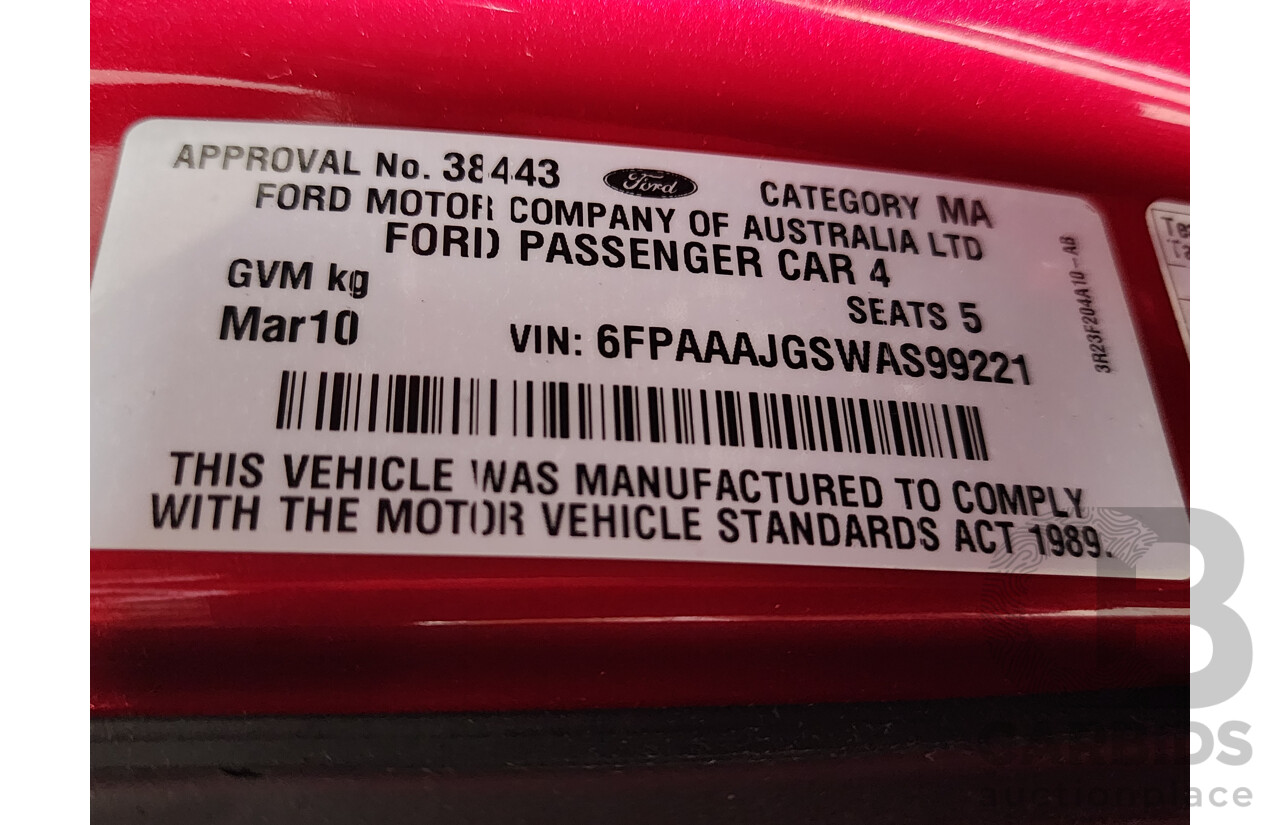 APPROVAL No. 38443
Ford
CATEGORY MA
FORD MOTOR COMPANY OF AUSTRALIA LTD
FORD PASSENGER CAR 4
GVM kg
SEATS 5
Mar10
VIN: 6FPAAAJGSWAS99221
3R23F204A10-AB
THIS VEHICLE WAS MANUFACTURED TO COMPLY
WITH THE MOTOR VEHICLE STANDARDS ACT 1989.
B
auctionplace